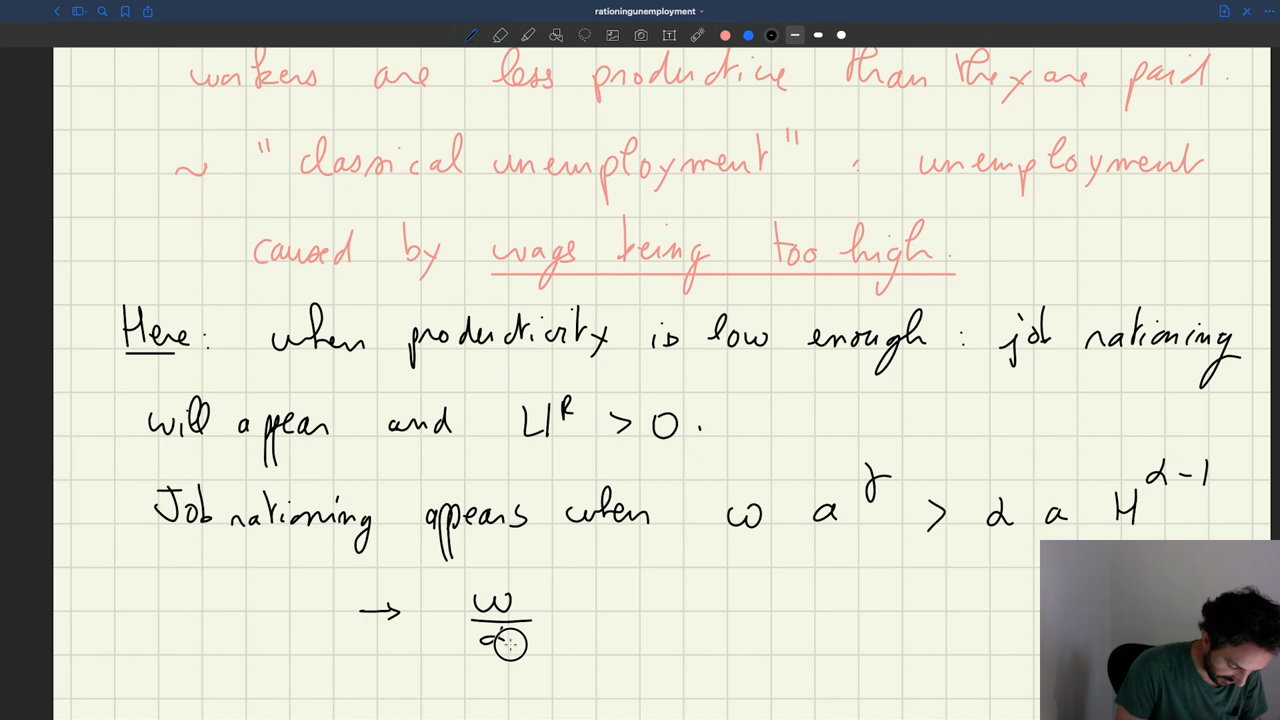 rationingunemployment
workers are less productive than they are paid.
~ "classical unemployment" : unemployment
caused by wags being too high.
Here: when productivity is low enough : job rationing
will appear and U^R > 0.
Job rationing appears when ω a^γ > α a H^{α-1}
→ ω/α